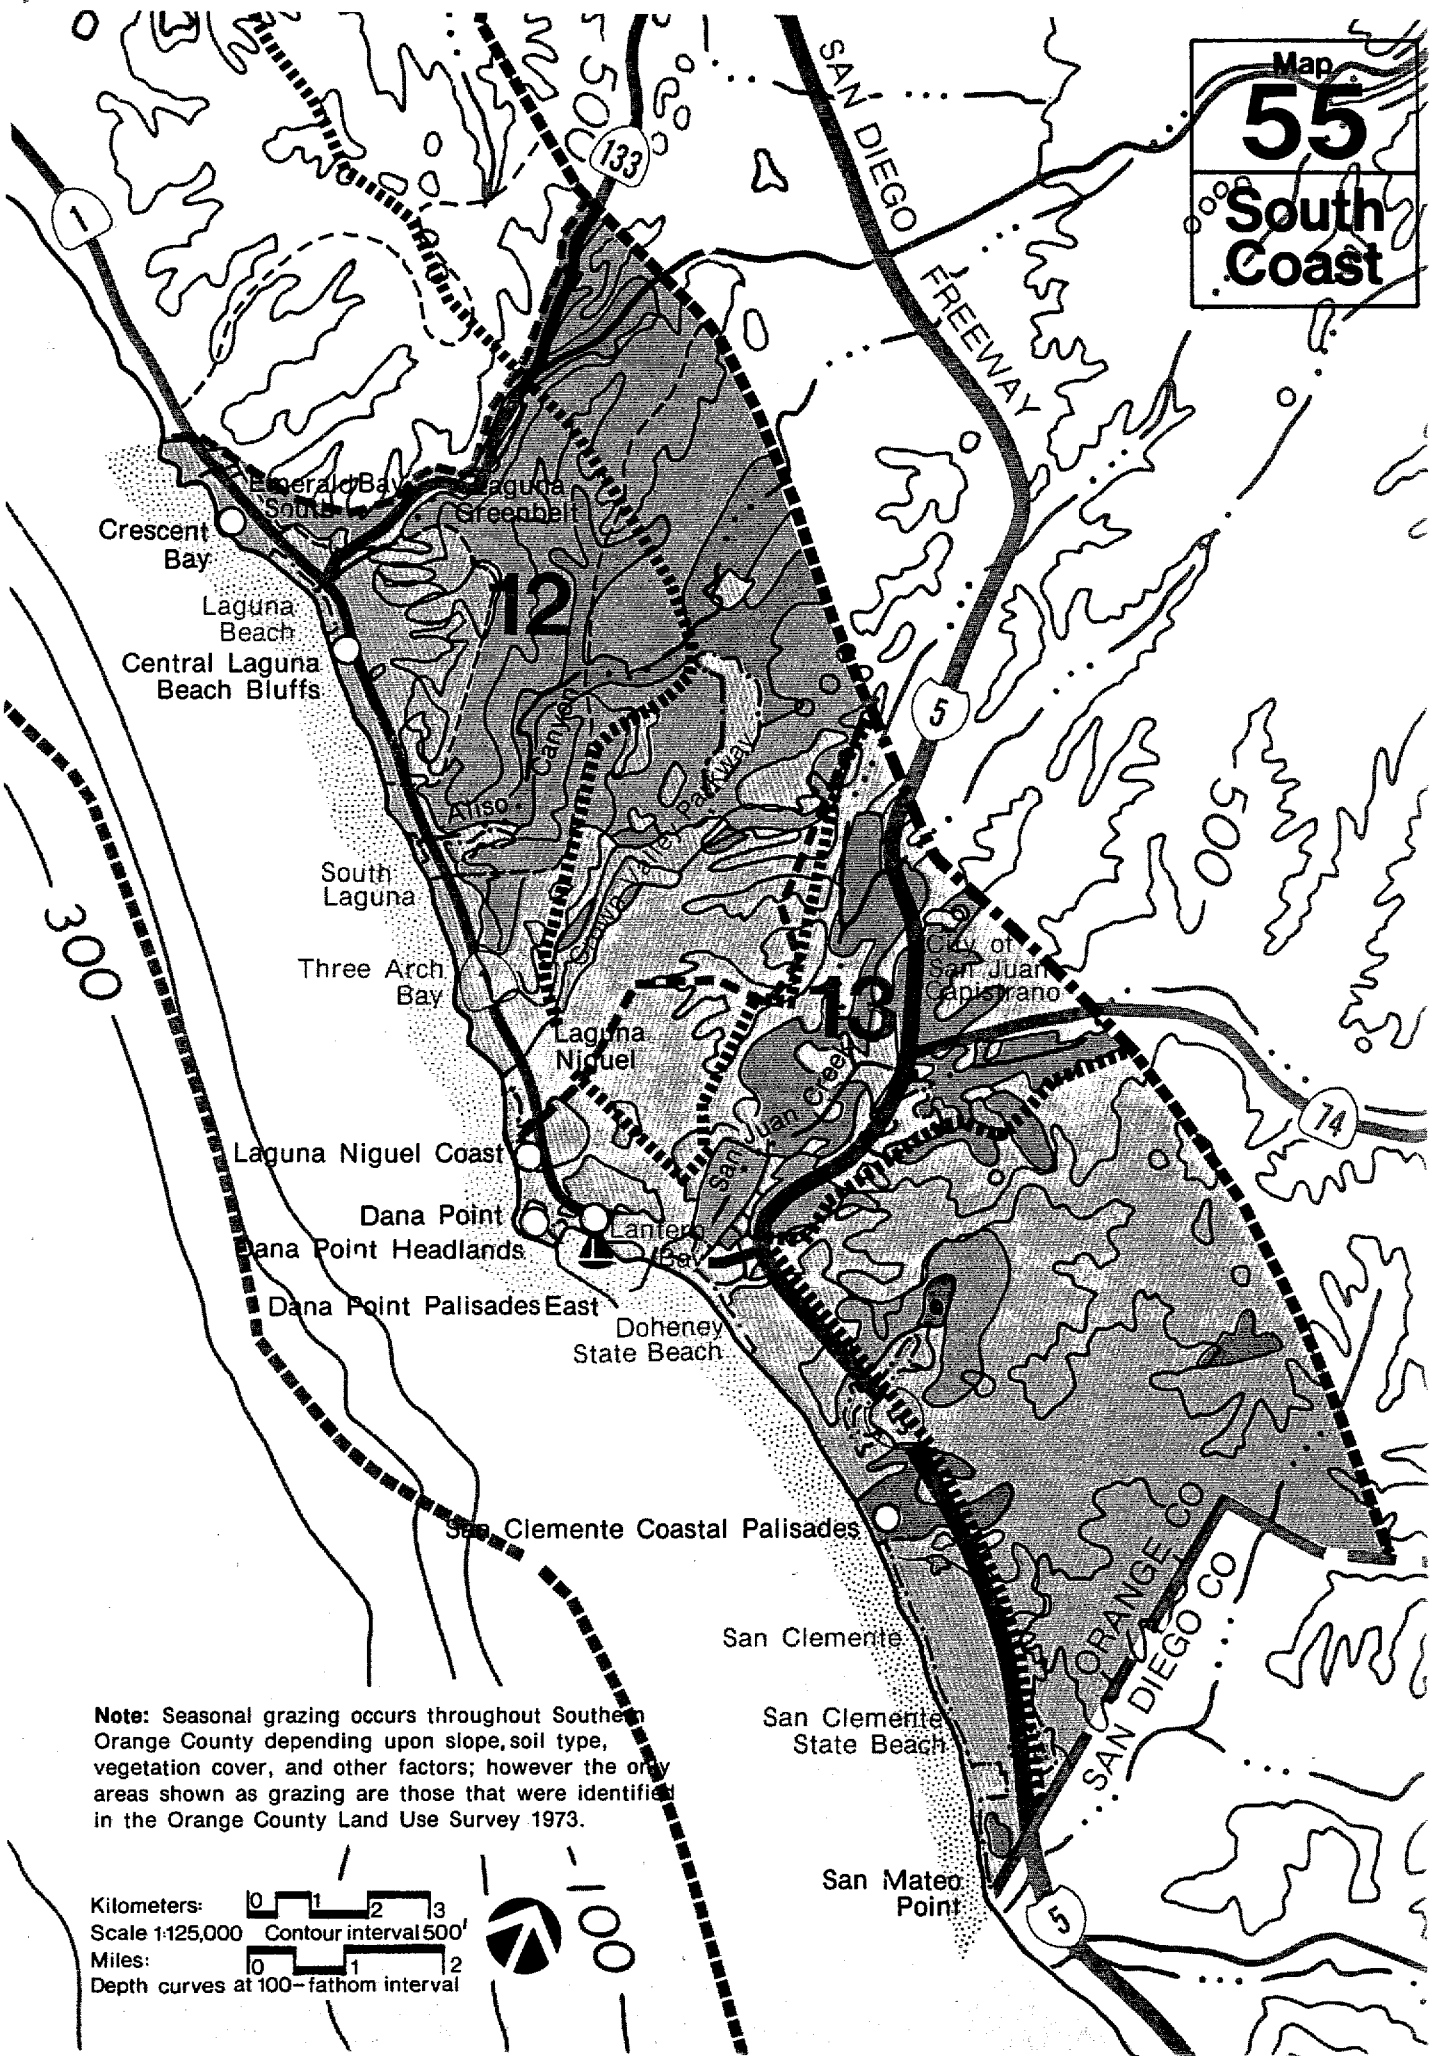 Map
55
South
Coast
500
133
SAN DIEGO
FREEWAY
1
Emerald Bay
South
Laguna
Greenbelt
Crescent
Bay
12
Laguna
Beach
Central Laguna
Beach Bluffs
5
Canyon
Crown Valley Parkway
Aliso
500
South
Laguna
300
Three Arch
Bay
City of
San Juan
Capistrano
13
Laguna
Niguel
San Juan Creek
74
Laguna Niguel Coast
Dana Point
Lantern
Bay
Dana Point Headlands
Dana Point Palisades East
Doheney
State Beach
San Clemente Coastal Palisades
ORANGE CO
SAN DIEGO CO
San Clemente
San Clemente
State Beach
Note: Seasonal grazing occurs throughout Southern
Orange County depending upon slope, soil type,
vegetation cover, and other factors; however the only
areas shown as grazing are those that were identified
in the Orange County Land Use Survey 1973.
San Mateo
Point
Kilometers: 0 1 2 3
Scale 1:125,000 Contour interval 500'
Miles: 0 1 2
Depth curves at 100-fathom interval
100
5